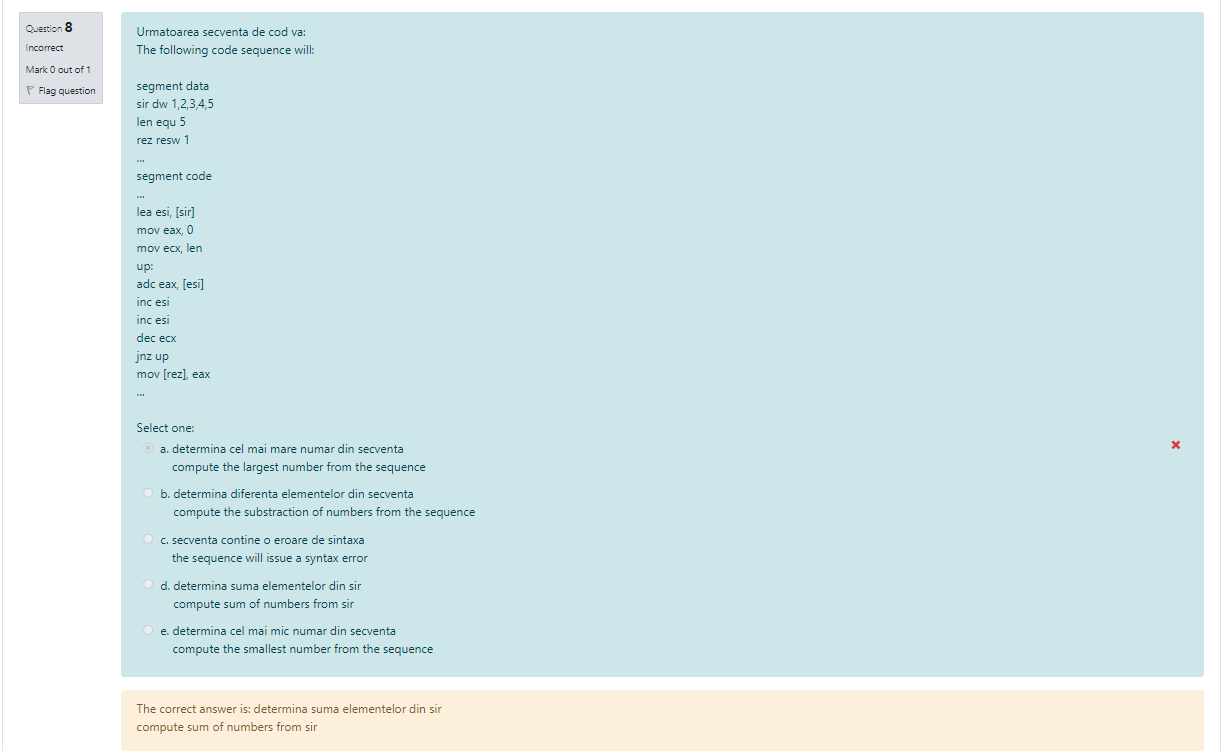 Question 8
Incorrect
Mark 0 out of 1
Flag question
Urmatoarea secventa de cod va:
The following code sequence will:
segment data
sir dw 1,2,3,4,5
len equ 5
rez resw 1
...
segment code
...
lea esi, [sir]
mov eax, 0
mov ecx, len
up:
adc eax, [esi]
inc esi
inc esi
dec ecx
jnz up
mov [rez], eax
...
Select one:
a. determina cel mai mare numar din secventa
compute the largest number from the sequence
b. determina diferenta elementelor din secventa
compute the substraction of numbers from the sequence
c. secventa contine o eroare de sintaxa
the sequence will issue a syntax error
d. determina suma elementelor din sir
compute sum of numbers from sir
e. determina cel mai mic numar din secventa
compute the smallest number from the sequence
The correct answer is: determina suma elementelor din sir
compute sum of numbers from sir